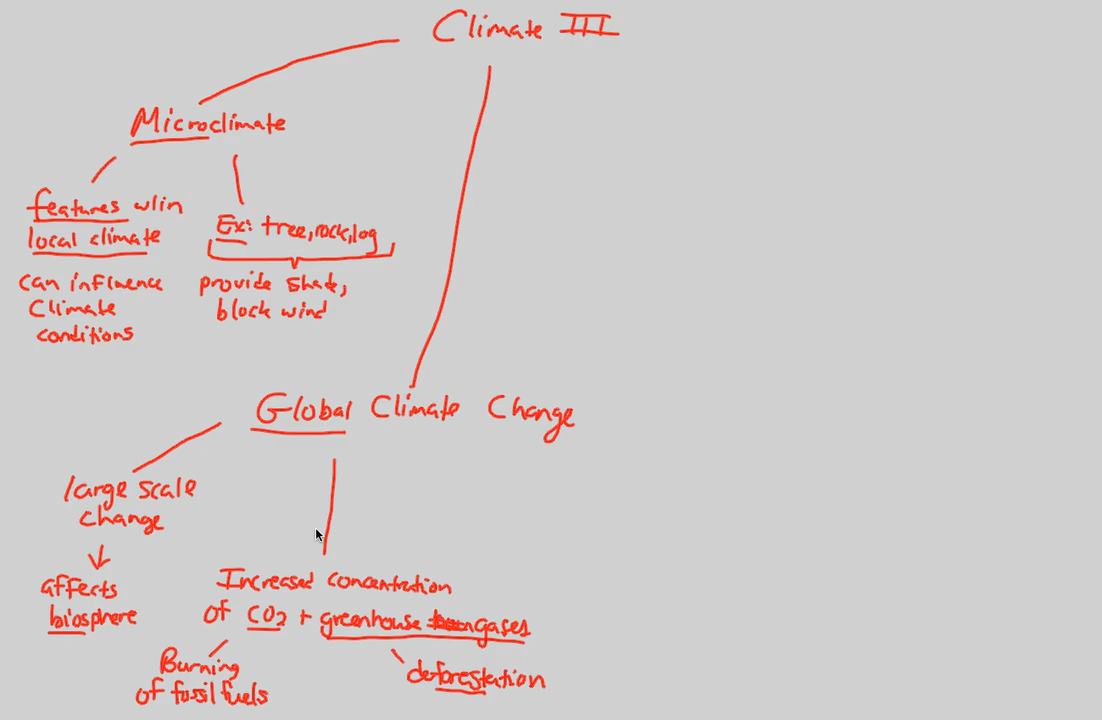 Climate III
Microclimate
features w/in
local climate
can influence
Climate
conditions
Ex: tree, rock, log
provide shade,
block wind
Global Climate Change
large scale
change
affects
biosphere
Increased concentration
of CO2 + greenhouse gases
Burning
of fossil fuels
deforestation